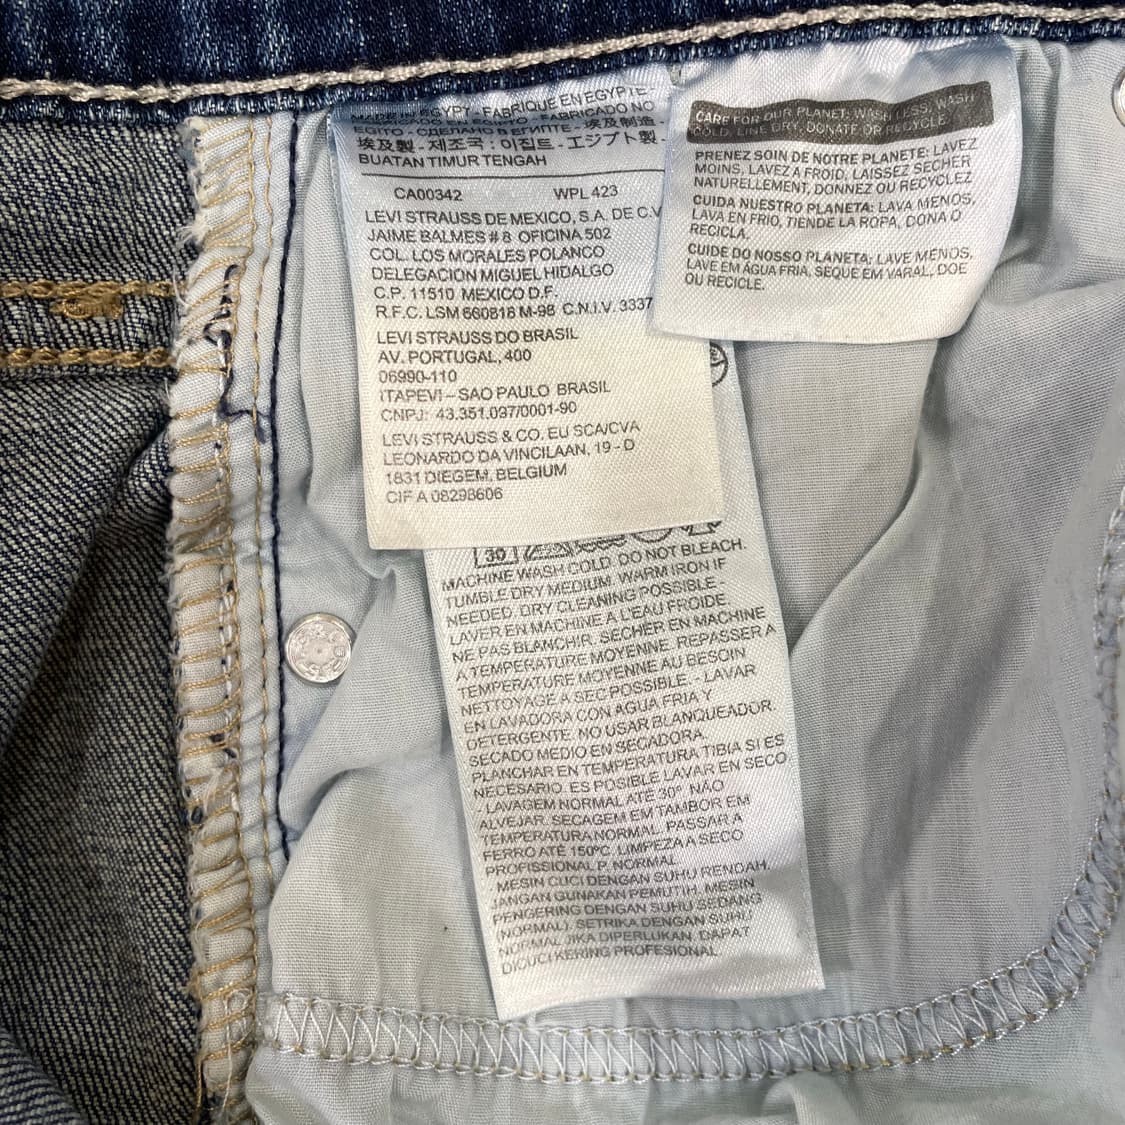 MADE IN EGYPT - FABRIQUE EN EGYPTE -
FABRICADO NO
EGITO - СДЕЛАНО В ЕГИПТЕ - 埃及制造 -
埃及製 - 제조국 : 이집트 - エジプト製 -
BUATAN TIMUR TENGAH
CA00342 WPL 423
LEVI STRAUSS DE MEXICO, S.A. DE C.V
JAIME BALMES # 8 OFICINA 502
COL. LOS MORALES POLANCO
DELEGACION MIGUEL HIDALGO
C.P. 11510 MEXICO D.F.
R.F.C. LSM 660818 M-98 C.N.I.V. 3337
LEVI STRAUSS DO BRASIL
AV. PORTUGAL, 400
06990-110
ITAPEVI – SAO PAULO BRASIL
CNPJ: 43.351.097/0001-90
LEVI STRAUSS & CO. EU SCA/CVA
LEONARDO DA VINCILAAN, 19 - D
1831 DIEGEM, BELGIUM
CIF A 08298606
CARE FOR OUR PLANET: WASH LESS, WASH
COLD, LINE DRY, DONATE OR RECYCLE
PRENEZ SOIN DE NOTRE PLANETE: LAVEZ
MOINS, LAVEZ A FROID, LAISSEZ SECHER
NATURELLEMENT, DONNEZ OU RECYCLEZ
CUIDA NUESTRO PLANETA: LAVA MENOS,
LAVA EN FRIO, TIENDE LA ROPA, DONA O
RECICLA.
CUIDE DO NOSSO PLANETA: LAVE MENOS,
LAVE EM ÁGUA FRIA, SEQUE EM VARAL, DOE
OU RECICLE.
30
MACHINE WASH COLD. DO NOT BLEACH.
TUMBLE DRY MEDIUM. WARM IRON IF
NEEDED. DRY CLEANING POSSIBLE -
LAVER EN MACHINE À L'EAU FROIDE.
NE PAS BLANCHIR. SÉCHER EN MACHINE
A TEMPERATURE MOYENNE. REPASSER A
TEMPERATURE MOYENNE AU BESOIN
NETTOYAGE A SEC POSSIBLE. - LAVAR
EN LAVADORA CON AGUA FRIA Y
DETERGENTE. NO USAR BLANQUEADOR.
SECADO MEDIO EN SECADORA.
PLANCHAR EN TEMPERATURA TIBIA SI ES
NECESARIO. ES POSIBLE LAVAR EN SECO
- LAVAGEM NORMAL ATÉ 30° NÃO
ALVEJAR. SECAGEM EM TAMBOR EM
TEMPERATURA NORMAL. PASSAR A
FERRO ATÉ 150ºC. LIMPEZA A SECO
PROFISSIONAL P. NORMAL
- MESIN CUCI DENGAN SUHU RENDAH.
JANGAN GUNAKAN PEMUTIH. MESIN
PENGERING DENGAN SUHU SEDANG
(NORMAL). SETRIKA DENGAN SUHU
NORMAL JIKA DIPERLUKAN. DAPAT
DICUCI KERING PROFESIONAL.